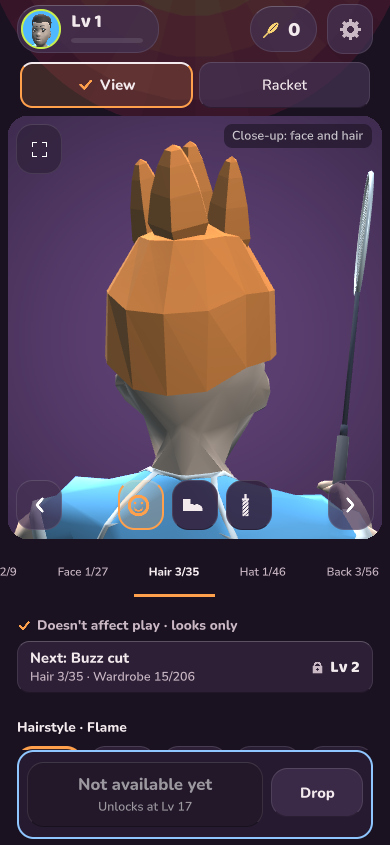 Lv 1
0
View
Racket
Close-up: face and hair
2/9
Face 1/27
Hair 3/35
Hat 1/46
Back 3/56
Doesn't affect play · looks only
Next: Buzz cut
Hair 3/35 · Wardrobe 15/206
Lv 2
Hairstyle · Flame
Not available yet
Unlocks at Lv 17
Drop